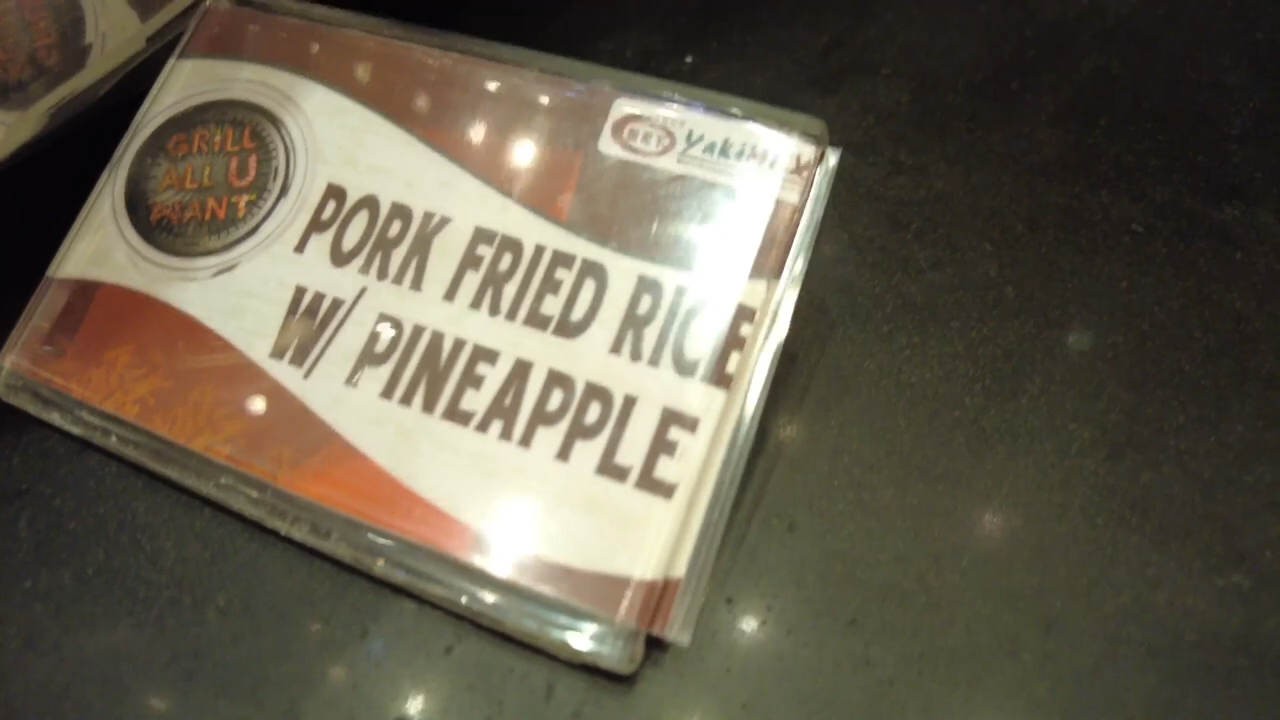 GRILL
ALL U
WANT
YakiMix
PORK FRIED RICE
W/ PINEAPPLE